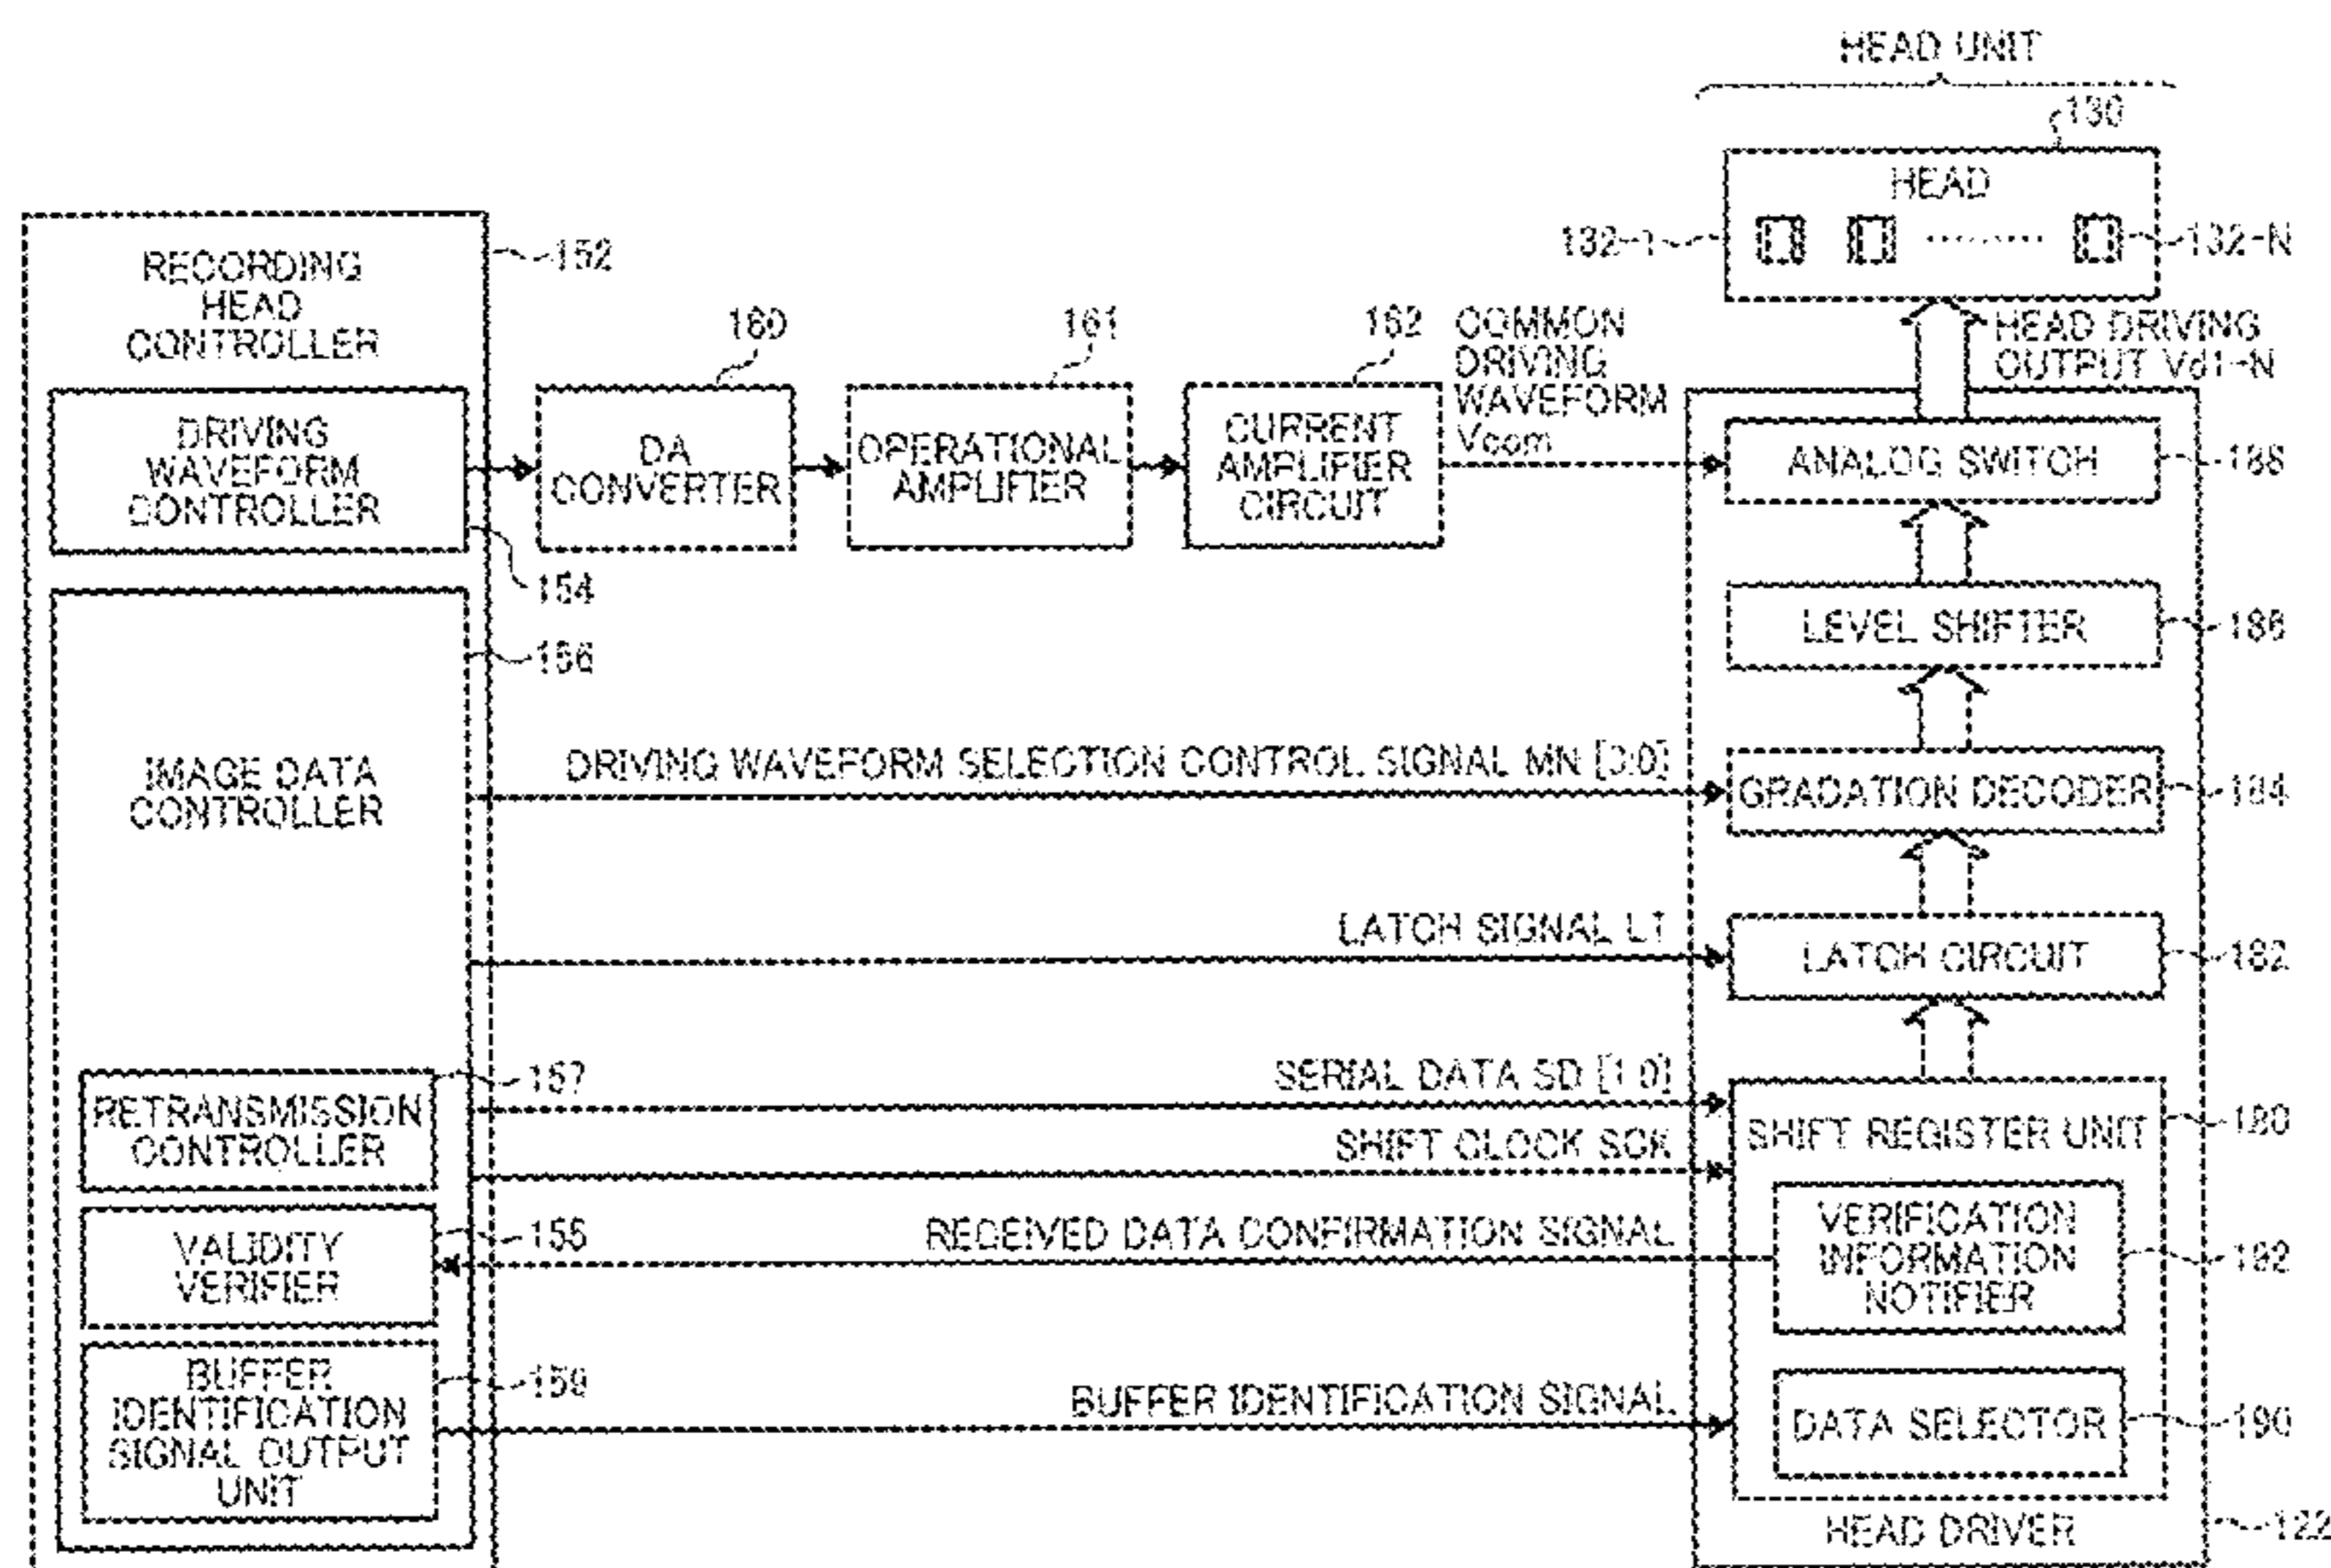 HEAD UNIT
130
HEAD
132-1
132-N
HEAD DRIVING
OUTPUT Vd1-N
RECORDING
HEAD
CONTROLLER
152
160
161
162
COMMON
DRIVING
WAVEFORM
Vcom
DRIVING
WAVEFORM
CONTROLLER
154
DA
CONVERTER
OPERATIONAL
AMPLIFIER
CURRENT
AMPLIFIER
CIRCUIT
ANALOG SWITCH
188
156
LEVEL SHIFTER
186
IMAGE DATA
CONTROLLER
DRIVING WAVEFORM SELECTION CONTROL SIGNAL MN [3:0]
GRADATION DECODER
184
LATCH SIGNAL LT
LATCH CIRCUIT
182
RETRANSMISSION
CONTROLLER
157
SERIAL DATA SD [1:0]
SHIFT CLOCK SCK
SHIFT REGISTER UNIT
180
VALIDITY
VERIFIER
155
RECEIVED DATA CONFIRMATION SIGNAL
VERIFICATION
INFORMATION
NOTIFIER
192
BUFFER
IDENTIFICATION
SIGNAL OUTPUT
UNIT
159
BUFFER IDENTIFICATION SIGNAL
DATA SELECTOR
190
HEAD DRIVER
122